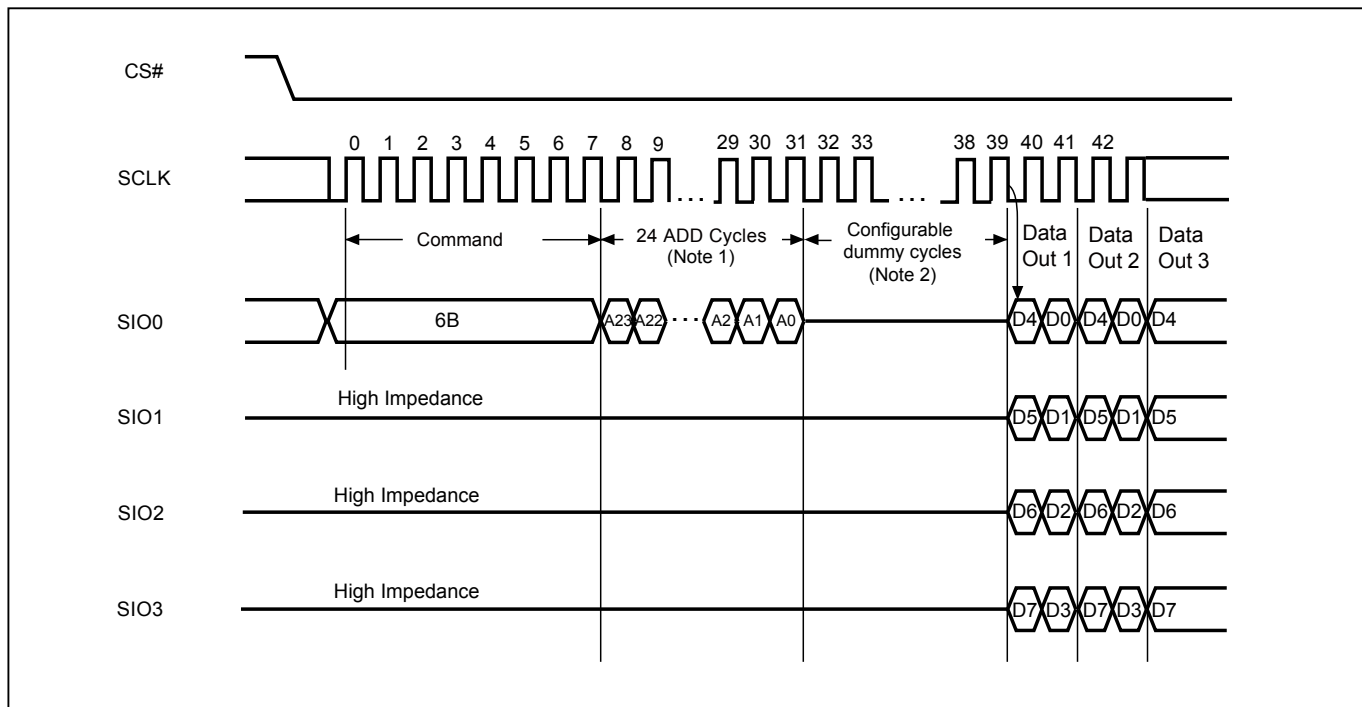 CS#
0 1 2 3 4 5 6 7 8 9 29 30 31 32 33 38 39 40 41 42
SCLK
. . . . . .
Command
24 ADD Cycles
(Note 1)
Configurable
dummy cycles
(Note 2)
Data
Out 1
Data
Out 2
Data
Out 3
SIO0
6B A23 A22 . . . . A2 A1 A0 D4 D0 D4 D0 D4
High Impedance
SIO1
D5 D1 D5 D1 D5
High Impedance
SIO2
D6 D2 D6 D2 D6
High Impedance
SIO3
D7 D3 D7 D3 D7